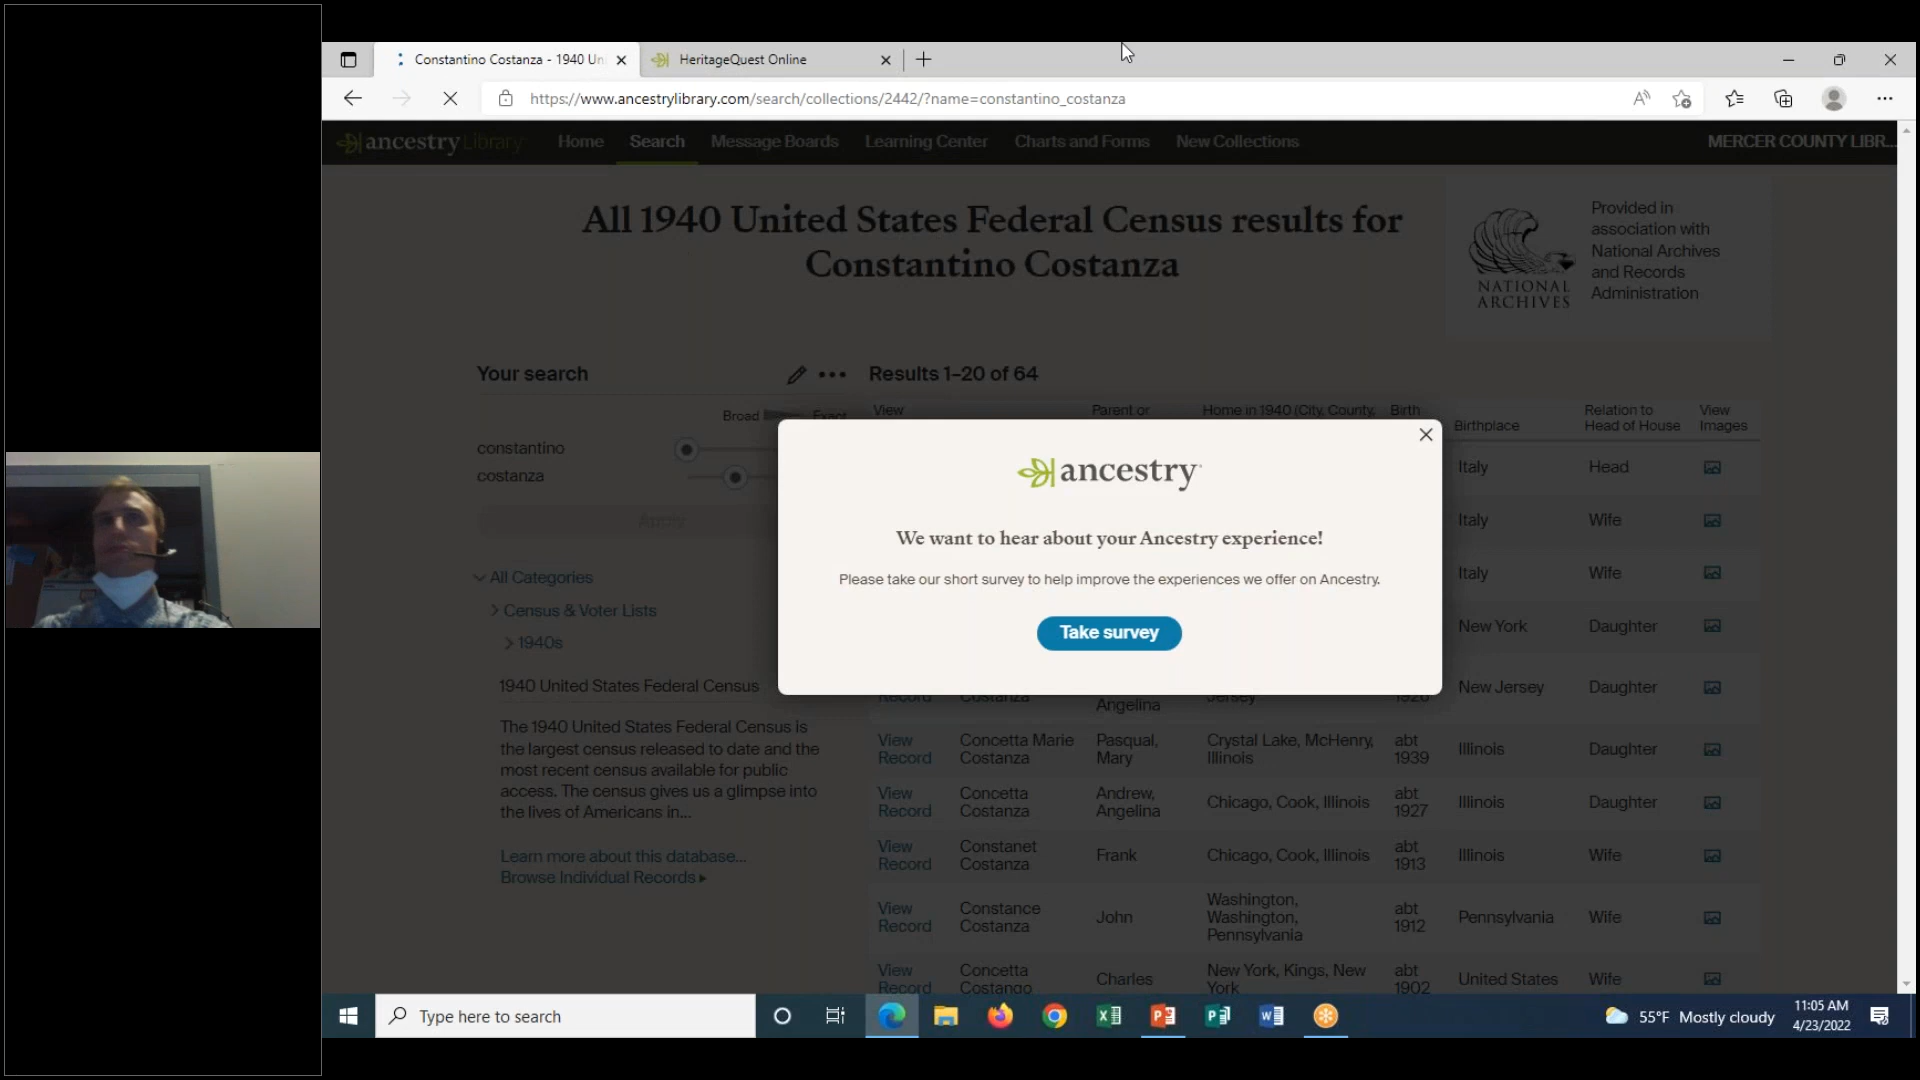 Constantino Costanza - 1940 Un
HeritageQuest Online
https://www.ancestrylibrary.com/search/collections/2442/?name=constantino_costanza
ancestryLibrary
Home
Search
Message Boards
Learning Center
Charts and Forms
New Collections
MERCER COUNTY LIBR...
All 1940 United States Federal Census results for
Constantino Costanza
NATIONAL
ARCHIVES
Provided in
association with
National Archives
and Records
Administration
Your search
Results 1–20 of 64
Broad
Exact
constantino
costanza
Apply
All Categories
Census & Voter Lists
1940s
1940 United States Federal Census
The 1940 United States Federal Census is
the largest census released to date and the
most recent census available for public
access. The census gives us a glimpse into
the lives of Americans in...
Learn more about this database...
Browse Individual Records
View
Parent or
Home in 1940 (City, County,
Birth
Birthplace
Relation to
Head of House
View
Images
Italy
Head
Italy
Wife
Italy
Wife
New York
Daughter
ancestry
We want to hear about your Ancestry experience!
Please take our short survey to help improve the experiences we offer on Ancestry.
Take survey
Record
Costanza
Angelina
Jersey
New Jersey
Daughter
View
Record
Concetta Marie
Costanza
Pasqual,
Mary
Crystal Lake, McHenry,
Illinois
abt
1939
Illinois
Daughter
View
Record
Concetta
Costanza
Andrew,
Angelina
Chicago, Cook, Illinois
abt
1927
Illinois
Daughter
View
Record
Constanet
Costanza
Frank
Chicago, Cook, Illinois
abt
1913
Illinois
Wife
View
Record
Constance
Costanza
John
Washington,
Washington,
Pennsylvania
abt
1912
Pennsylvania
Wife
View
Record
Concetta
Costango
Charles
New York, Kings, New
York
abt
1902
United States
Wife
Type here to search
55°F Mostly cloudy
11:05 AM
4/23/2022